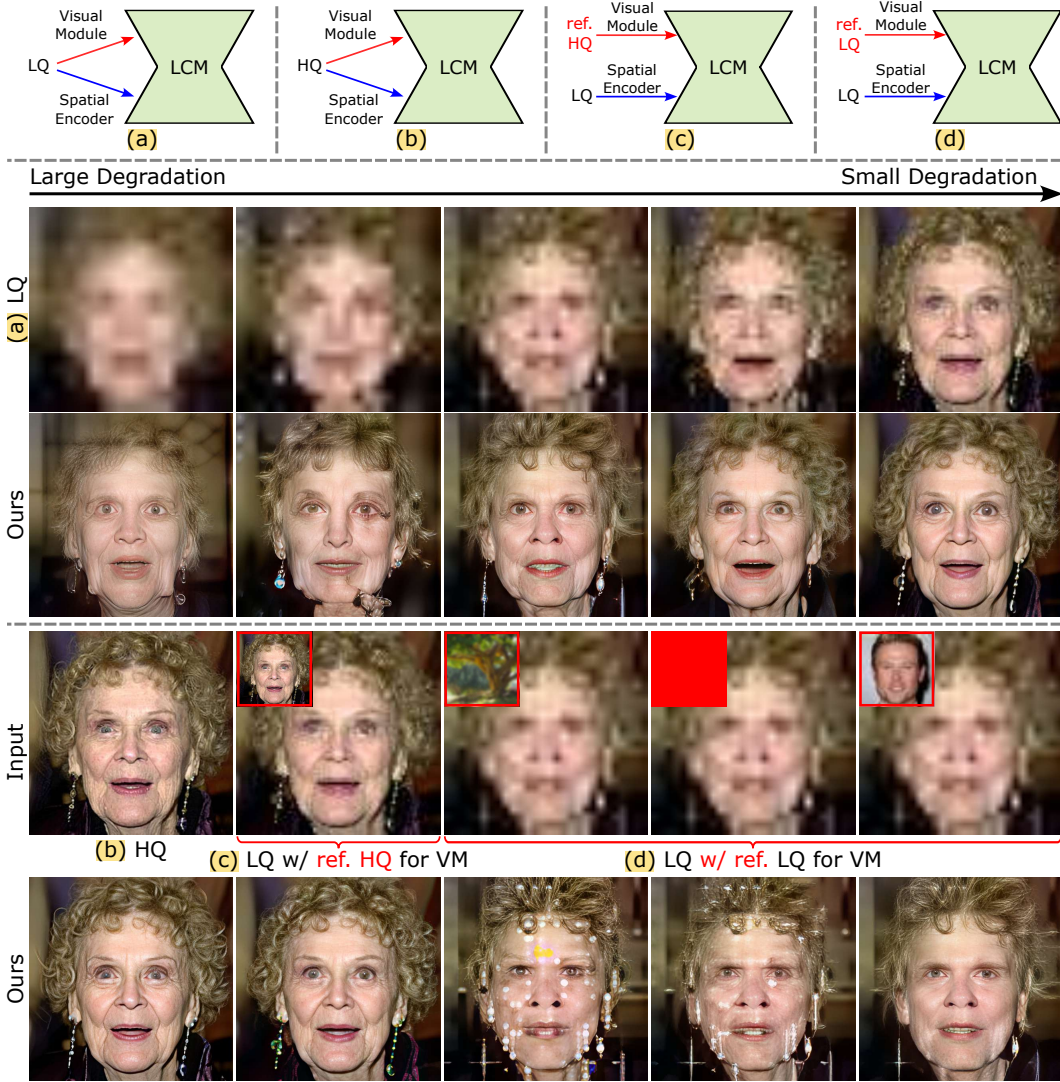 Visual
Module
LQ
LCM
Spatial
Encoder
(a)
Visual
Module
HQ
LCM
Spatial
Encoder
(b)
ref.
HQ
Visual
Module
LCM
LQ
Spatial
Encoder
(c)
ref.
LQ
Visual
Module
LCM
LQ
Spatial
Encoder
(d)
Large Degradation
Small Degradation
(a) LQ
Ours
Input
(b) HQ
(c) LQ w/ ref. HQ for VM
(d) LQ w/ ref. LQ for VM
Ours